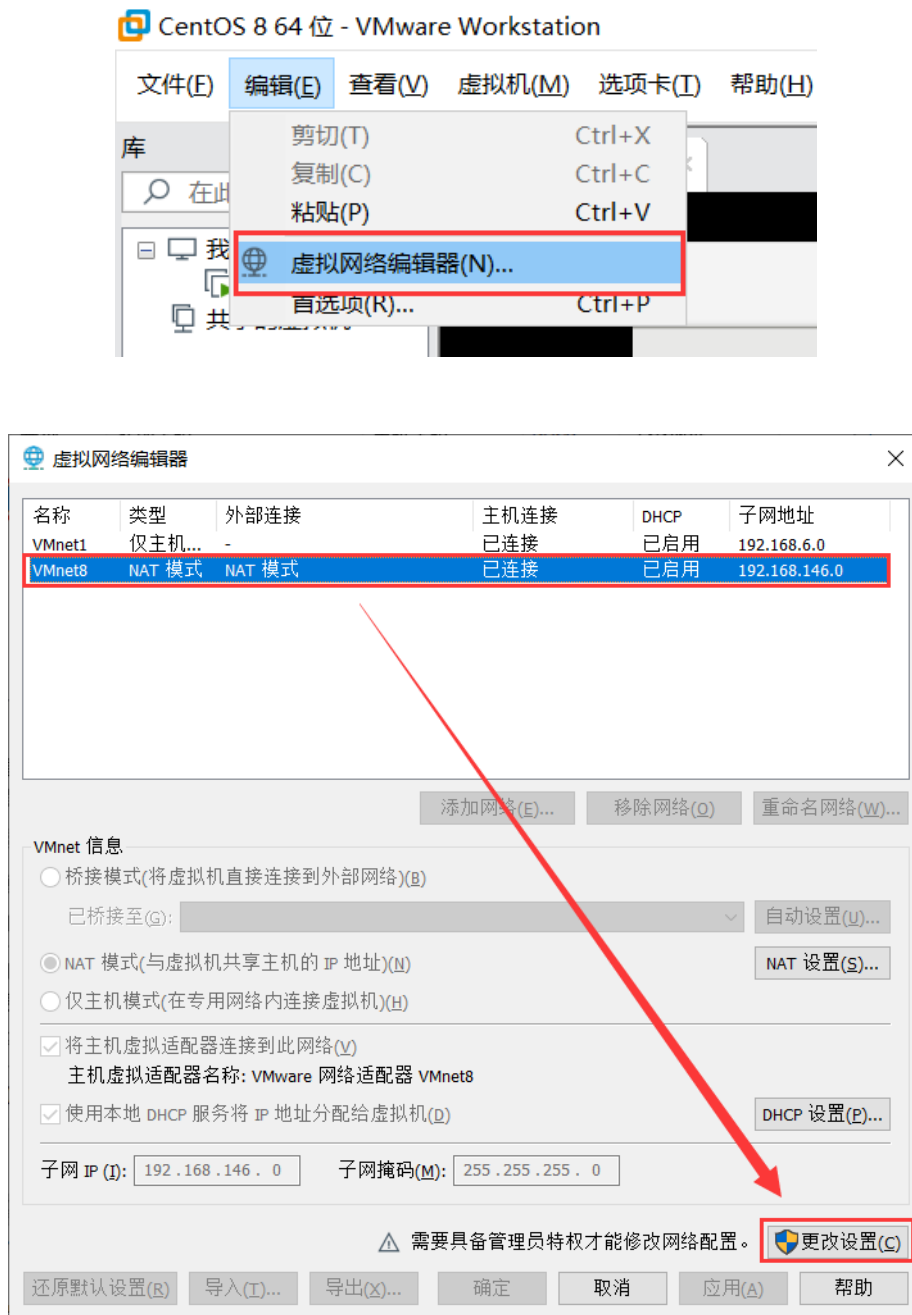 CentOS 8 64 位 - VMware Workstation
文件(F) 编辑(E) 查看(V) 虚拟机(M) 选项卡(T) 帮助(H)
库
剪切(T) Ctrl+X
复制(C) Ctrl+C
在此
粘贴(P) Ctrl+V
我
虚拟网络编辑器(N)...
首选项(R)... Ctrl+P
虚拟网络编辑器
名称 类型 外部连接 主机连接 DHCP 子网地址
VMnet1 仅主机... - 已连接 已启用 192.168.6.0
VMnet8 NAT 模式 NAT 模式 已连接 已启用 192.168.146.0
添加网络(E)... 移除网络(O) 重命名网络(W)...
VMnet 信息
桥接模式(将虚拟机直接连接到外部网络)(B)
已桥接至(G): 自动设置(U)...
NAT 模式(与虚拟机共享主机的 IP 地址)(N) NAT 设置(S)...
仅主机模式(在专用网络内连接虚拟机)(H)
将主机虚拟适配器连接到此网络(V)
主机虚拟适配器名称: VMware 网络适配器 VMnet8
使用本地 DHCP 服务将 IP 地址分配给虚拟机(D) DHCP 设置(P)...
子网 IP (I): 192 . 168 . 146 . 0 子网掩码(M): 255 . 255 . 255 . 0
需要具备管理员特权才能修改网络配置。 更改设置(C)
还原默认设置(R) 导入(T)... 导出(X)... 确定 取消 应用(A) 帮助